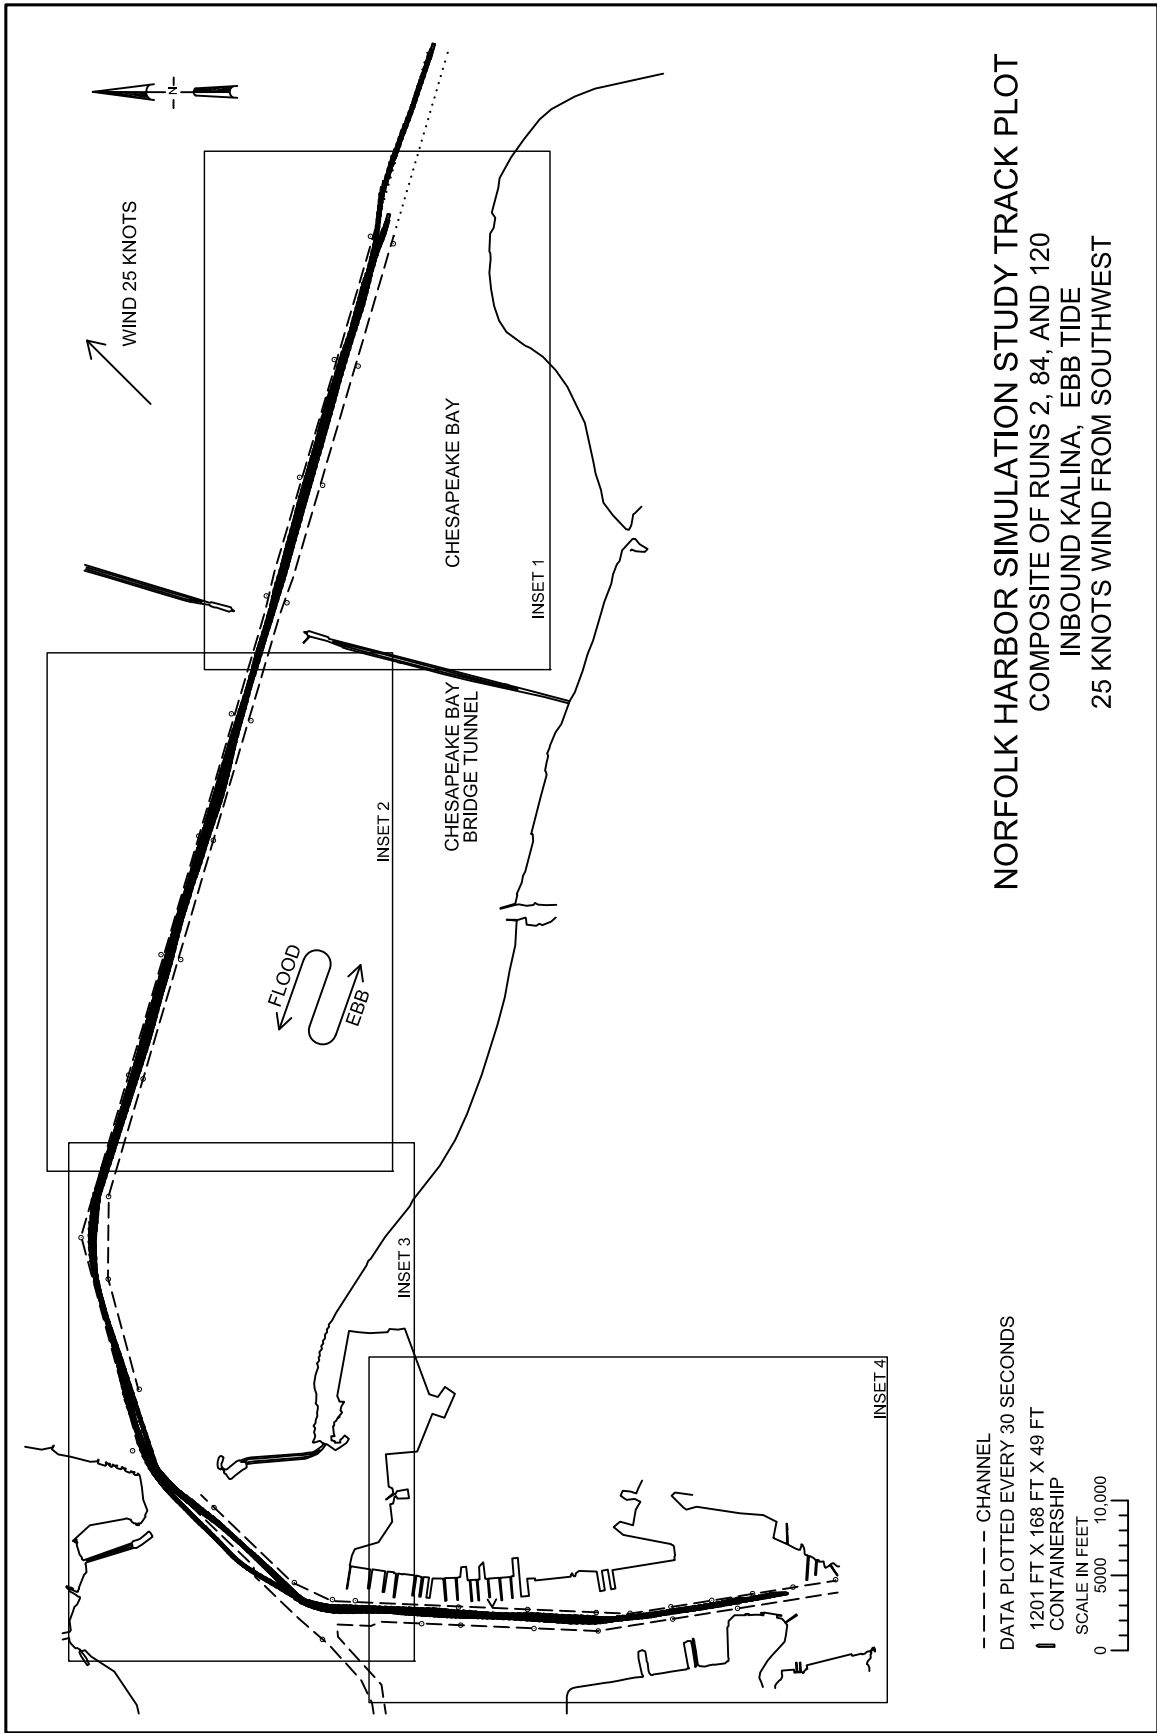 N
WIND 25 KNOTS
CHESAPEAKE BAY
INSET 1
CHESAPEAKE BAY
BRIDGE TUNNEL
INSET 2
FLOOD
EBB
INSET 3
INSET 4
CHANNEL
DATA PLOTTED EVERY 30 SECONDS
1201 FT X 168 FT X 49 FT
CONTAINERSHIP
SCALE IN FEET
0 5000 10,000
NORFOLK HARBOR SIMULATION STUDY TRACK PLOT
COMPOSITE OF RUNS 2, 84, AND 120
INBOUND KALINA, EBB TIDE
25 KNOTS WIND FROM SOUTHWEST